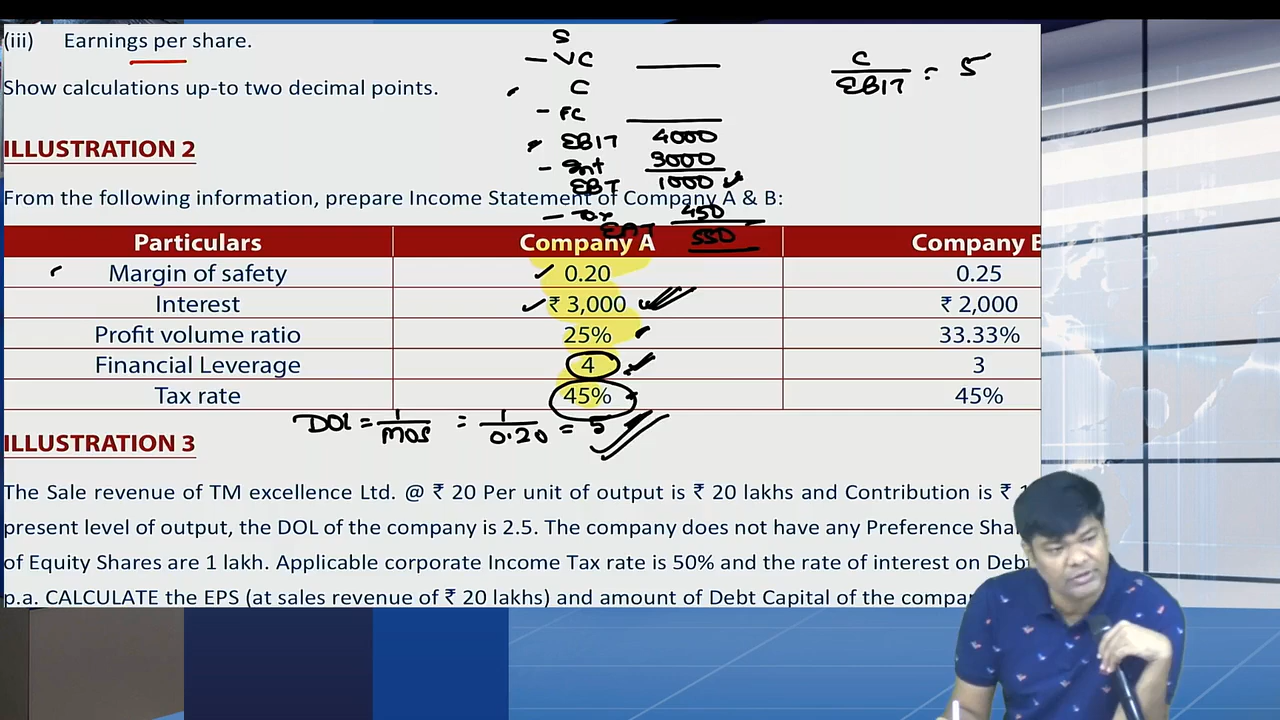 (iii) Earnings per share.
Show calculations up-to two decimal points.
S
- VC
C
- FC
EBIT 4000
- Int 3000
EBT 1000
- Tax 450
EAT 550
C / EBIT = 5
ILLUSTRATION 2
From the following information, prepare Income Statement of Company A & B:
Particulars Company A Company B
Margin of safety 0.20 0.25
Interest ₹ 3,000 ₹ 2,000
Profit volume ratio 25% 33.33%
Financial Leverage 4 3
Tax rate 45% 45%
DOL = 1 / MOS = 1 / 0.20 = 5
ILLUSTRATION 3
The Sale revenue of TM excellence Ltd. @ ₹ 20 Per unit of output is ₹ 20 lakhs and Contribution is ₹
present level of output, the DOL of the company is 2.5. The company does not have any Preference
of Equity Shares are 1 lakh. Applicable corporate Income Tax rate is 50% and the rate of interest on
p.a. CALCULATE the EPS (at sales revenue of ₹ 20 lakhs) and amount of Debt Capital of the